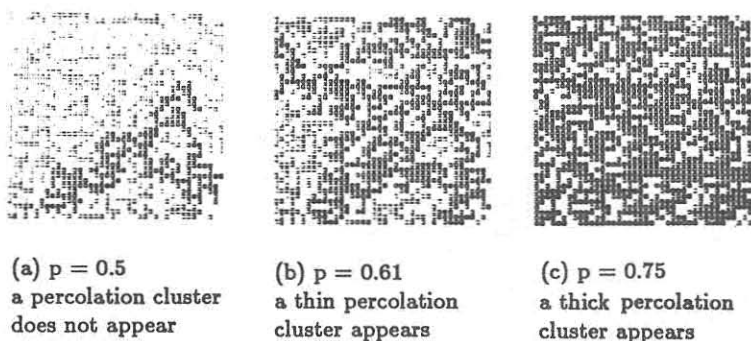 (a) p = 0.5
a percolation cluster
does not appear
(b) p = 0.61
a thin percolation
cluster appears
(c) p = 0.75
a thick percolation
cluster appears